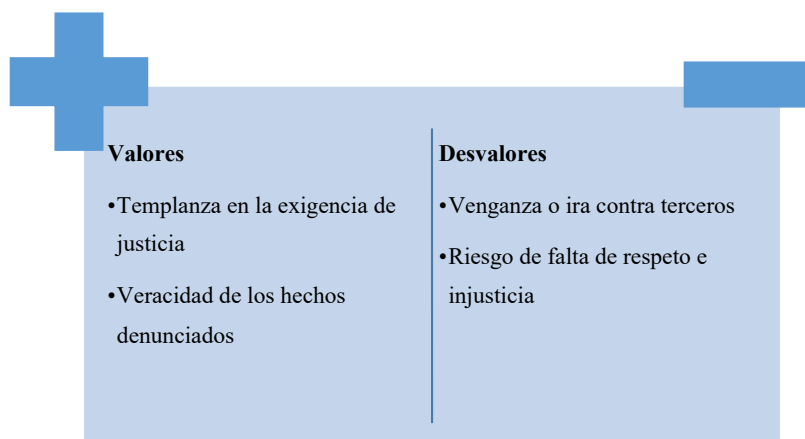 Valores
•Templanza en la exigencia de
justicia
•Veracidad de los hechos
denunciados
Desvalores
•Venganza o ira contra terceros
•Riesgo de falta de respeto e
injusticia